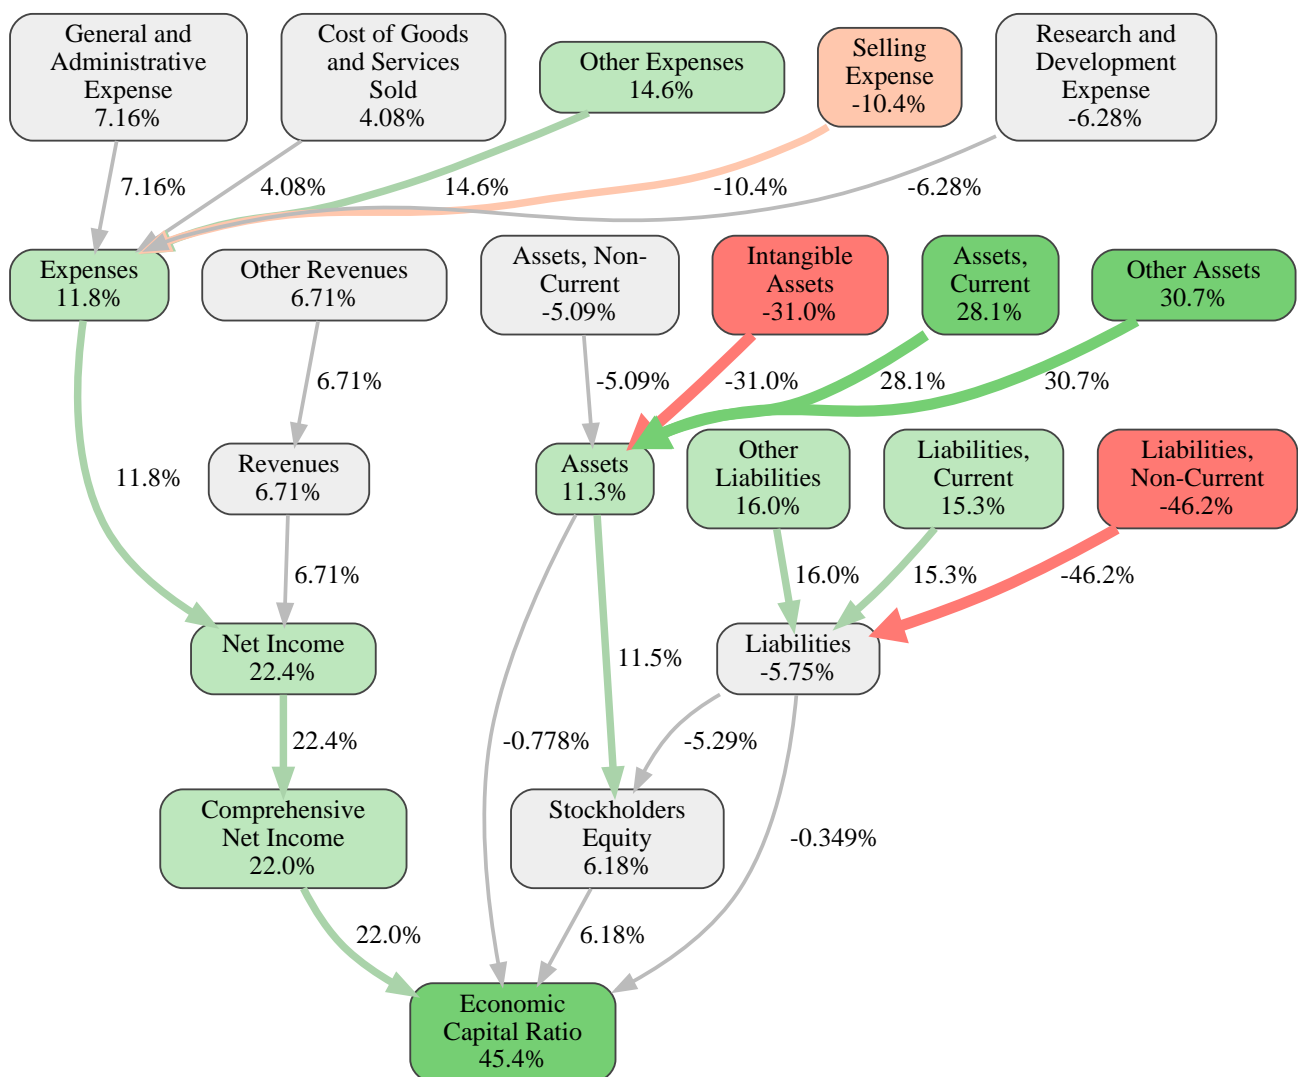 General and
Administrative
Expense
7.16%
Cost of Goods
and Services
Sold
4.08%
Other Expenses
14.6%
Selling
Expense
-10.4%
Research and
Development
Expense
-6.28%
7.16%
4.08%
14.6%
-10.4%
-6.28%
Expenses
11.8%
Other Revenues
6.71%
Assets, Non-
Current
-5.09%
Intangible
Assets
-31.0%
Assets,
Current
28.1%
Other Assets
30.7%
6.71%
-5.09%
-31.0%
28.1%
30.7%
11.8%
Revenues
6.71%
Assets
11.3%
Other
Liabilities
16.0%
Liabilities,
Current
15.3%
Liabilities,
Non-Current
-46.2%
6.71%
16.0%
15.3%
-46.2%
Net Income
22.4%
11.5%
Liabilities
-5.75%
22.4%
-0.778%
-5.29%
Comprehensive
Net Income
22.0%
Stockholders
Equity
6.18%
-0.349%
22.0%
6.18%
Economic
Capital Ratio
45.4%